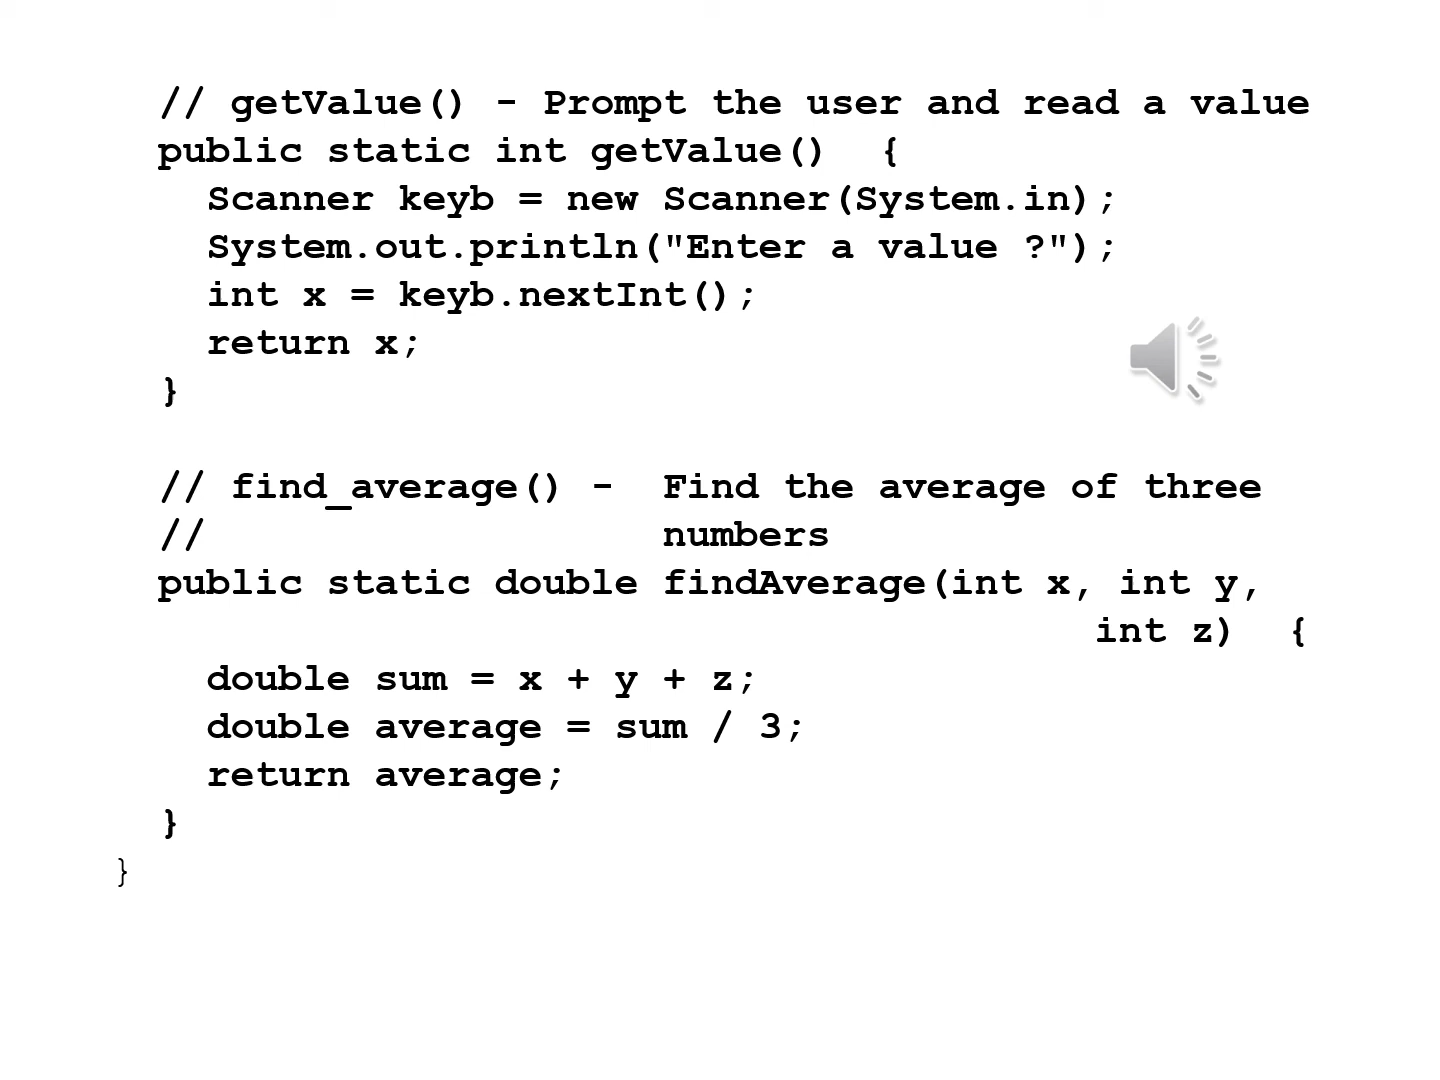 // getValue() - Prompt the user and read a value
public static int getValue()  {
  Scanner keyb = new Scanner(System.in);
  System.out.println("Enter a value ?");
  int x = keyb.nextInt();
  return x;
}
// find_average() -  Find the average of three
//                   numbers
public static double findAverage(int x, int y,
                                       int z)  {
  double sum = x + y + z;
  double average = sum / 3;
  return average;
}
}